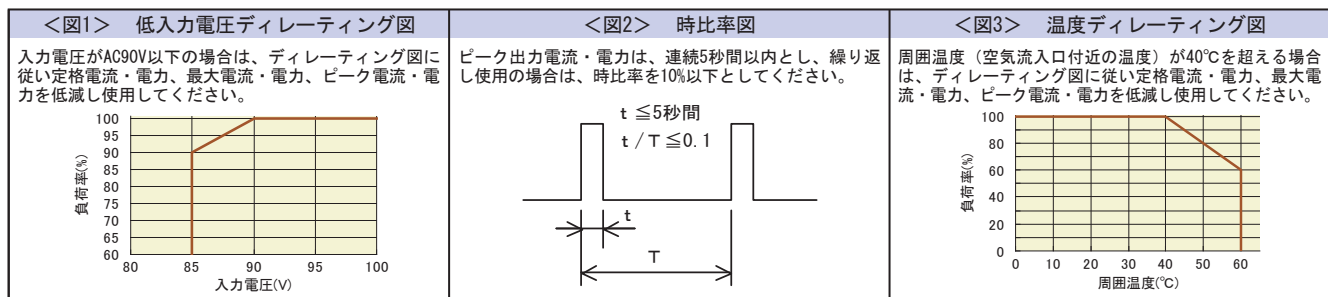 ＜図1＞ 低入力電圧ディレーティング図
入力電圧がAC90V以下の場合は、ディレーティング図に
従い定格電流・電力、最大電流・電力、ピーク電流・電
力を低減し使用してください。
100
95
90
85
80
75
70
65
60
負荷率(%)
80 85 90 95 100
入力電圧(V)
＜図2＞ 時比率図
ピーク出力電流・電力は、連続5秒間以内とし、繰り返
し使用の場合は、時比率を10%以下としてください。
t ≦5秒間
t /T ≦0.1
t
T
＜図3＞ 温度ディレーティング図
周囲温度（空気流入口付近の温度）が40℃を超える場合
は、ディレーティング図に従い定格電流・電力、最大電
流・電力、ピーク電流・電力を低減し使用してください。
100
80
60
40
20
0
負荷率(%)
0 10 20 30 40 50 60
周囲温度(℃)